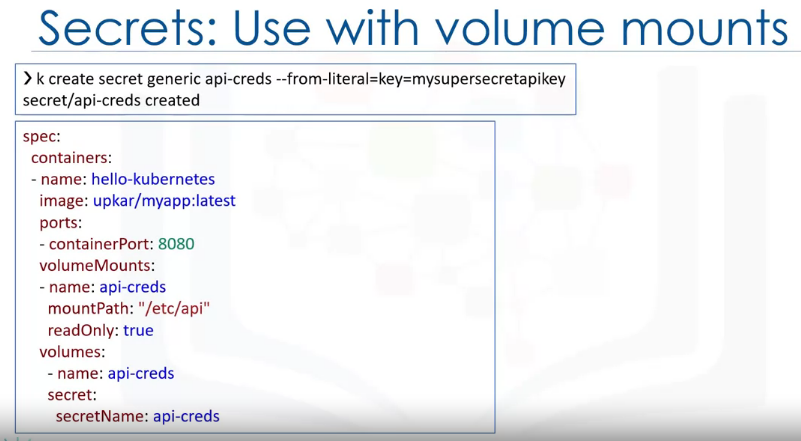 Secrets: Use with volume mounts
❯ k create secret generic api-creds --from-literal=key=mysupersecretapikey
secret/api-creds created
spec:
containers:
- name: hello-kubernetes
image: upkar/myapp:latest
ports:
- containerPort: 8080
volumeMounts:
- name: api-creds
mountPath: "/etc/api"
readOnly: true
volumes:
- name: api-creds
secret:
secretName: api-creds